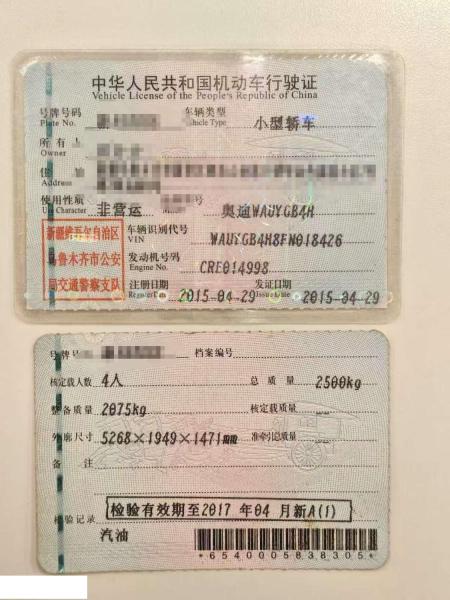 中华人民共和国机动车行驶证
Vehicle License of the People's Republic of China
号牌号码 车辆类型 小型轿车
Plate No. Vehicle Type
所有人
Owner
住 址
Address
使用性质 非营运 奥迪WAUYGB4H
Use Character
新疆维吾尔自治区
乌鲁木齐市公安
局交通警察支队
车辆识别代号 WAUYGB4H8FN018426
VIN
发动机号码 CRE014998
Engine No.
注册日期 2015-04-29 发证日期 2015-04-29
Register Date Issue Date
号牌号 档案编号
核定载人数 4人 总质量 2500kg
整备质量 2075kg 核定载质量 --
外廓尺寸 5268×1949×1471mm 准牵引总质量 --
备 注
检验有效期至2017 年04 月新A(1)
检验记录
汽油
*6540005838305*